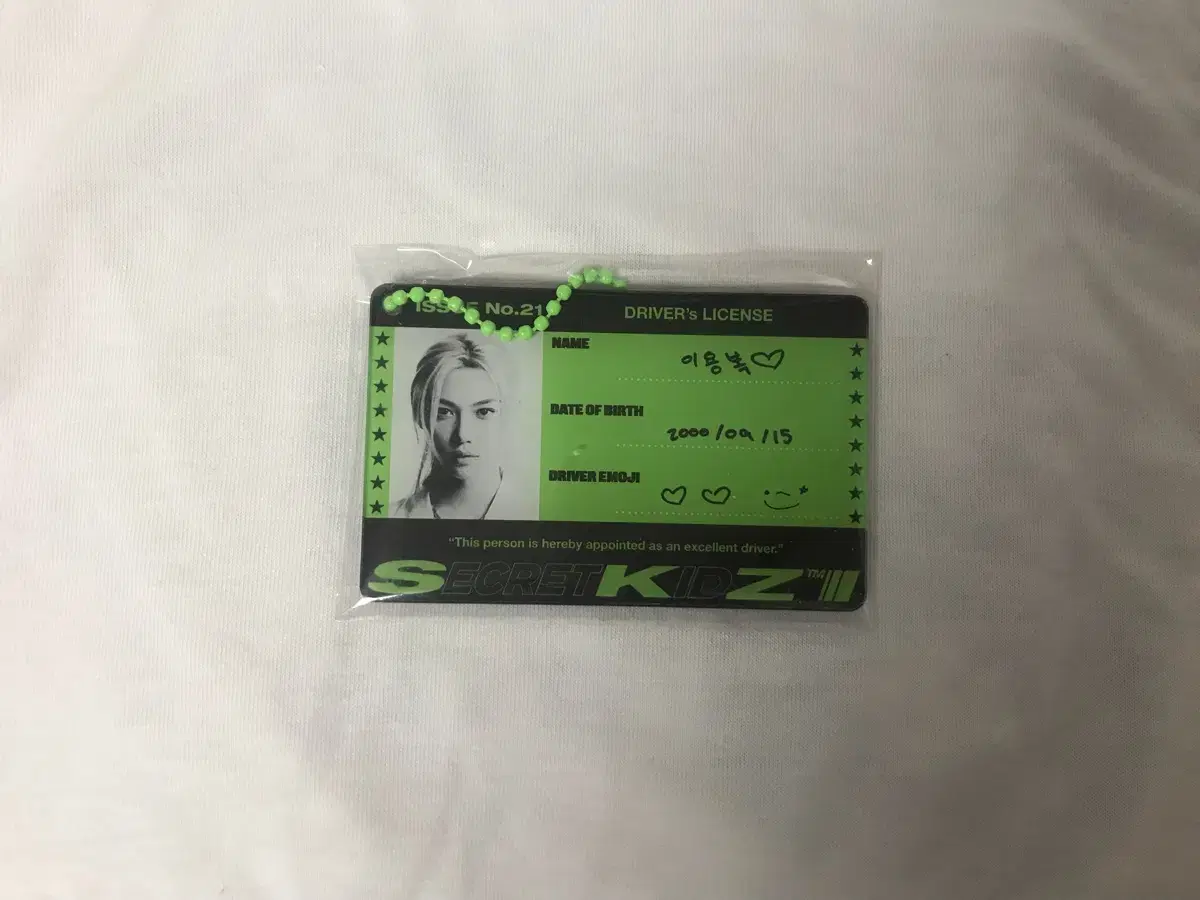 ISSUE No.21
DRIVER's LICENSE
NAME
이용복♡
DATE OF BIRTH
2000/09/15
DRIVER EMOJI
♡ ♡
"This person is hereby appointed as an excellent driver."
SECRETKIDZ™